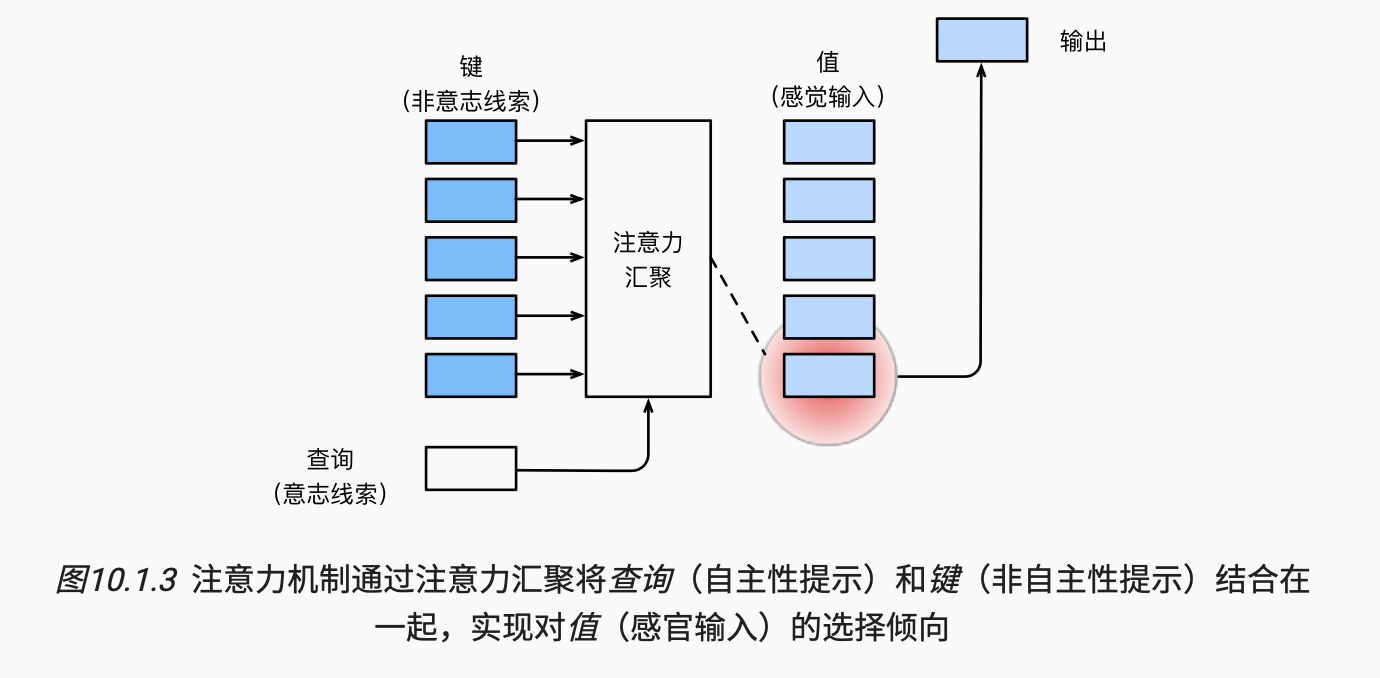 输出
键
(非意志线索)
值
(感觉输入)
注意力
汇聚
查询
(意志线索)
图10.1.3 注意力机制通过注意力汇聚将查询（自主性提示）和键（非自主性提示）结合在
一起，实现对值（感官输入）的选择倾向